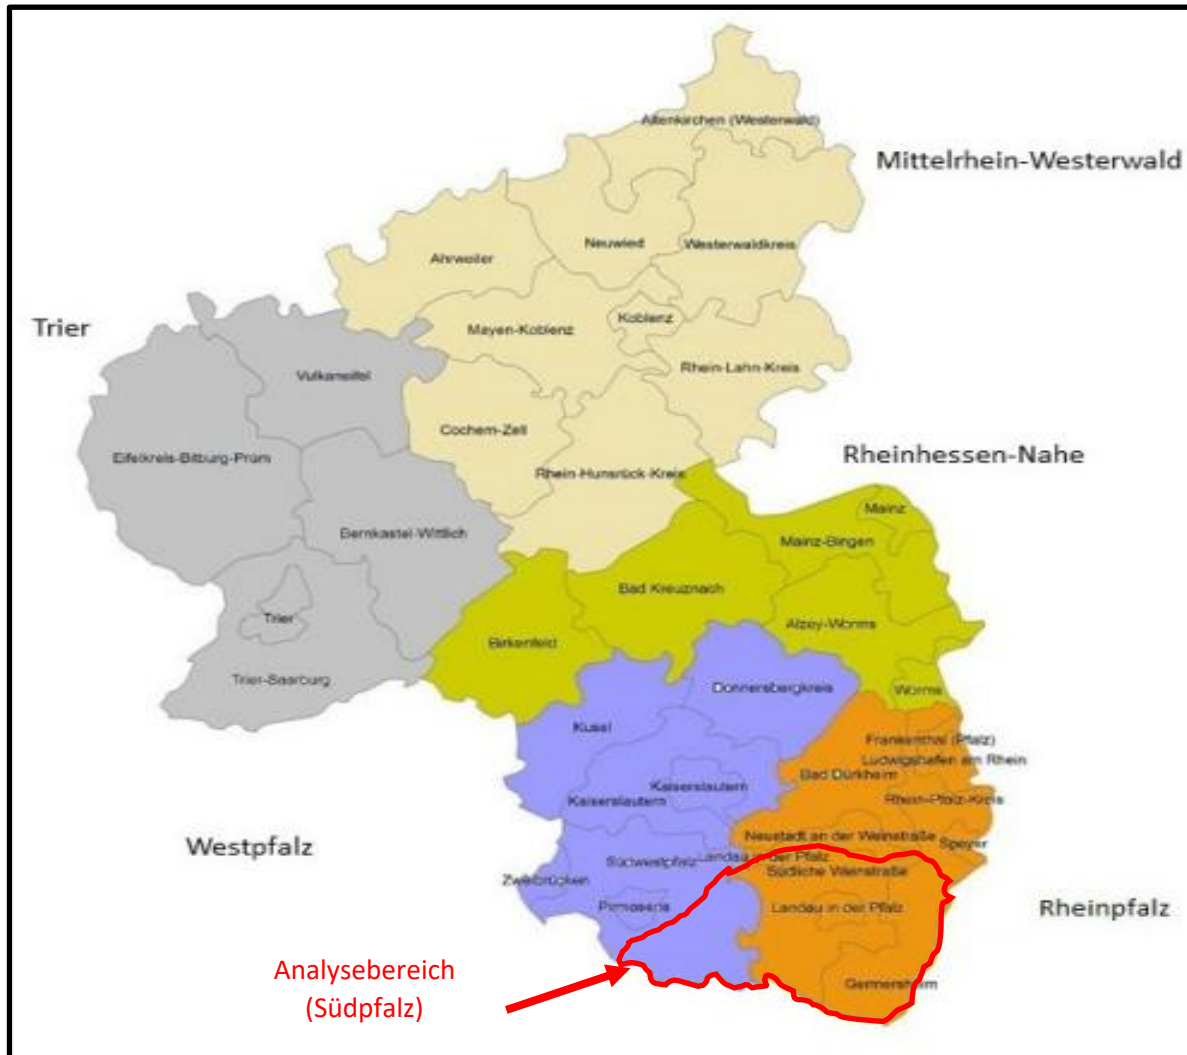 Altenkirchen (Westerwald)
Mittelrhein-Westerwald
Neuwied
Westerwaldkreis
Ahrweiler
Koblenz
Mayen-Koblenz
Trier
Rhein-Lahn-Kreis
Vulkaneifel
Cochem-Zell
Rheinhessen-Nahe
Eifelkreis-Bitburg-Prüm
Rhein-Hunsrück-Kreis
Mainz
Bernkastel-Wittlich
Mainz-Bingen
Bad Kreuznach
Trier
Alzey-Worms
Birkenfeld
Trier-Saarburg
Donnersbergkreis
Worms
Kusel
Frankenthal (Pfalz)
Ludwigshafen am Rhein
Bad Dürkheim
Kaiserslautern
Kaiserslautern
Rhein-Pfalz-Kreis
Neustadt an der Weinstraße
Speyer
Westpfalz
Landau in der Pfalz
Südwestpfalz
Südliche Weinstraße
Zweibrücken
Pirmasens
Landau in der Pfalz
Rheinpfalz
Analysebereich
(Südpfalz)
Germersheim